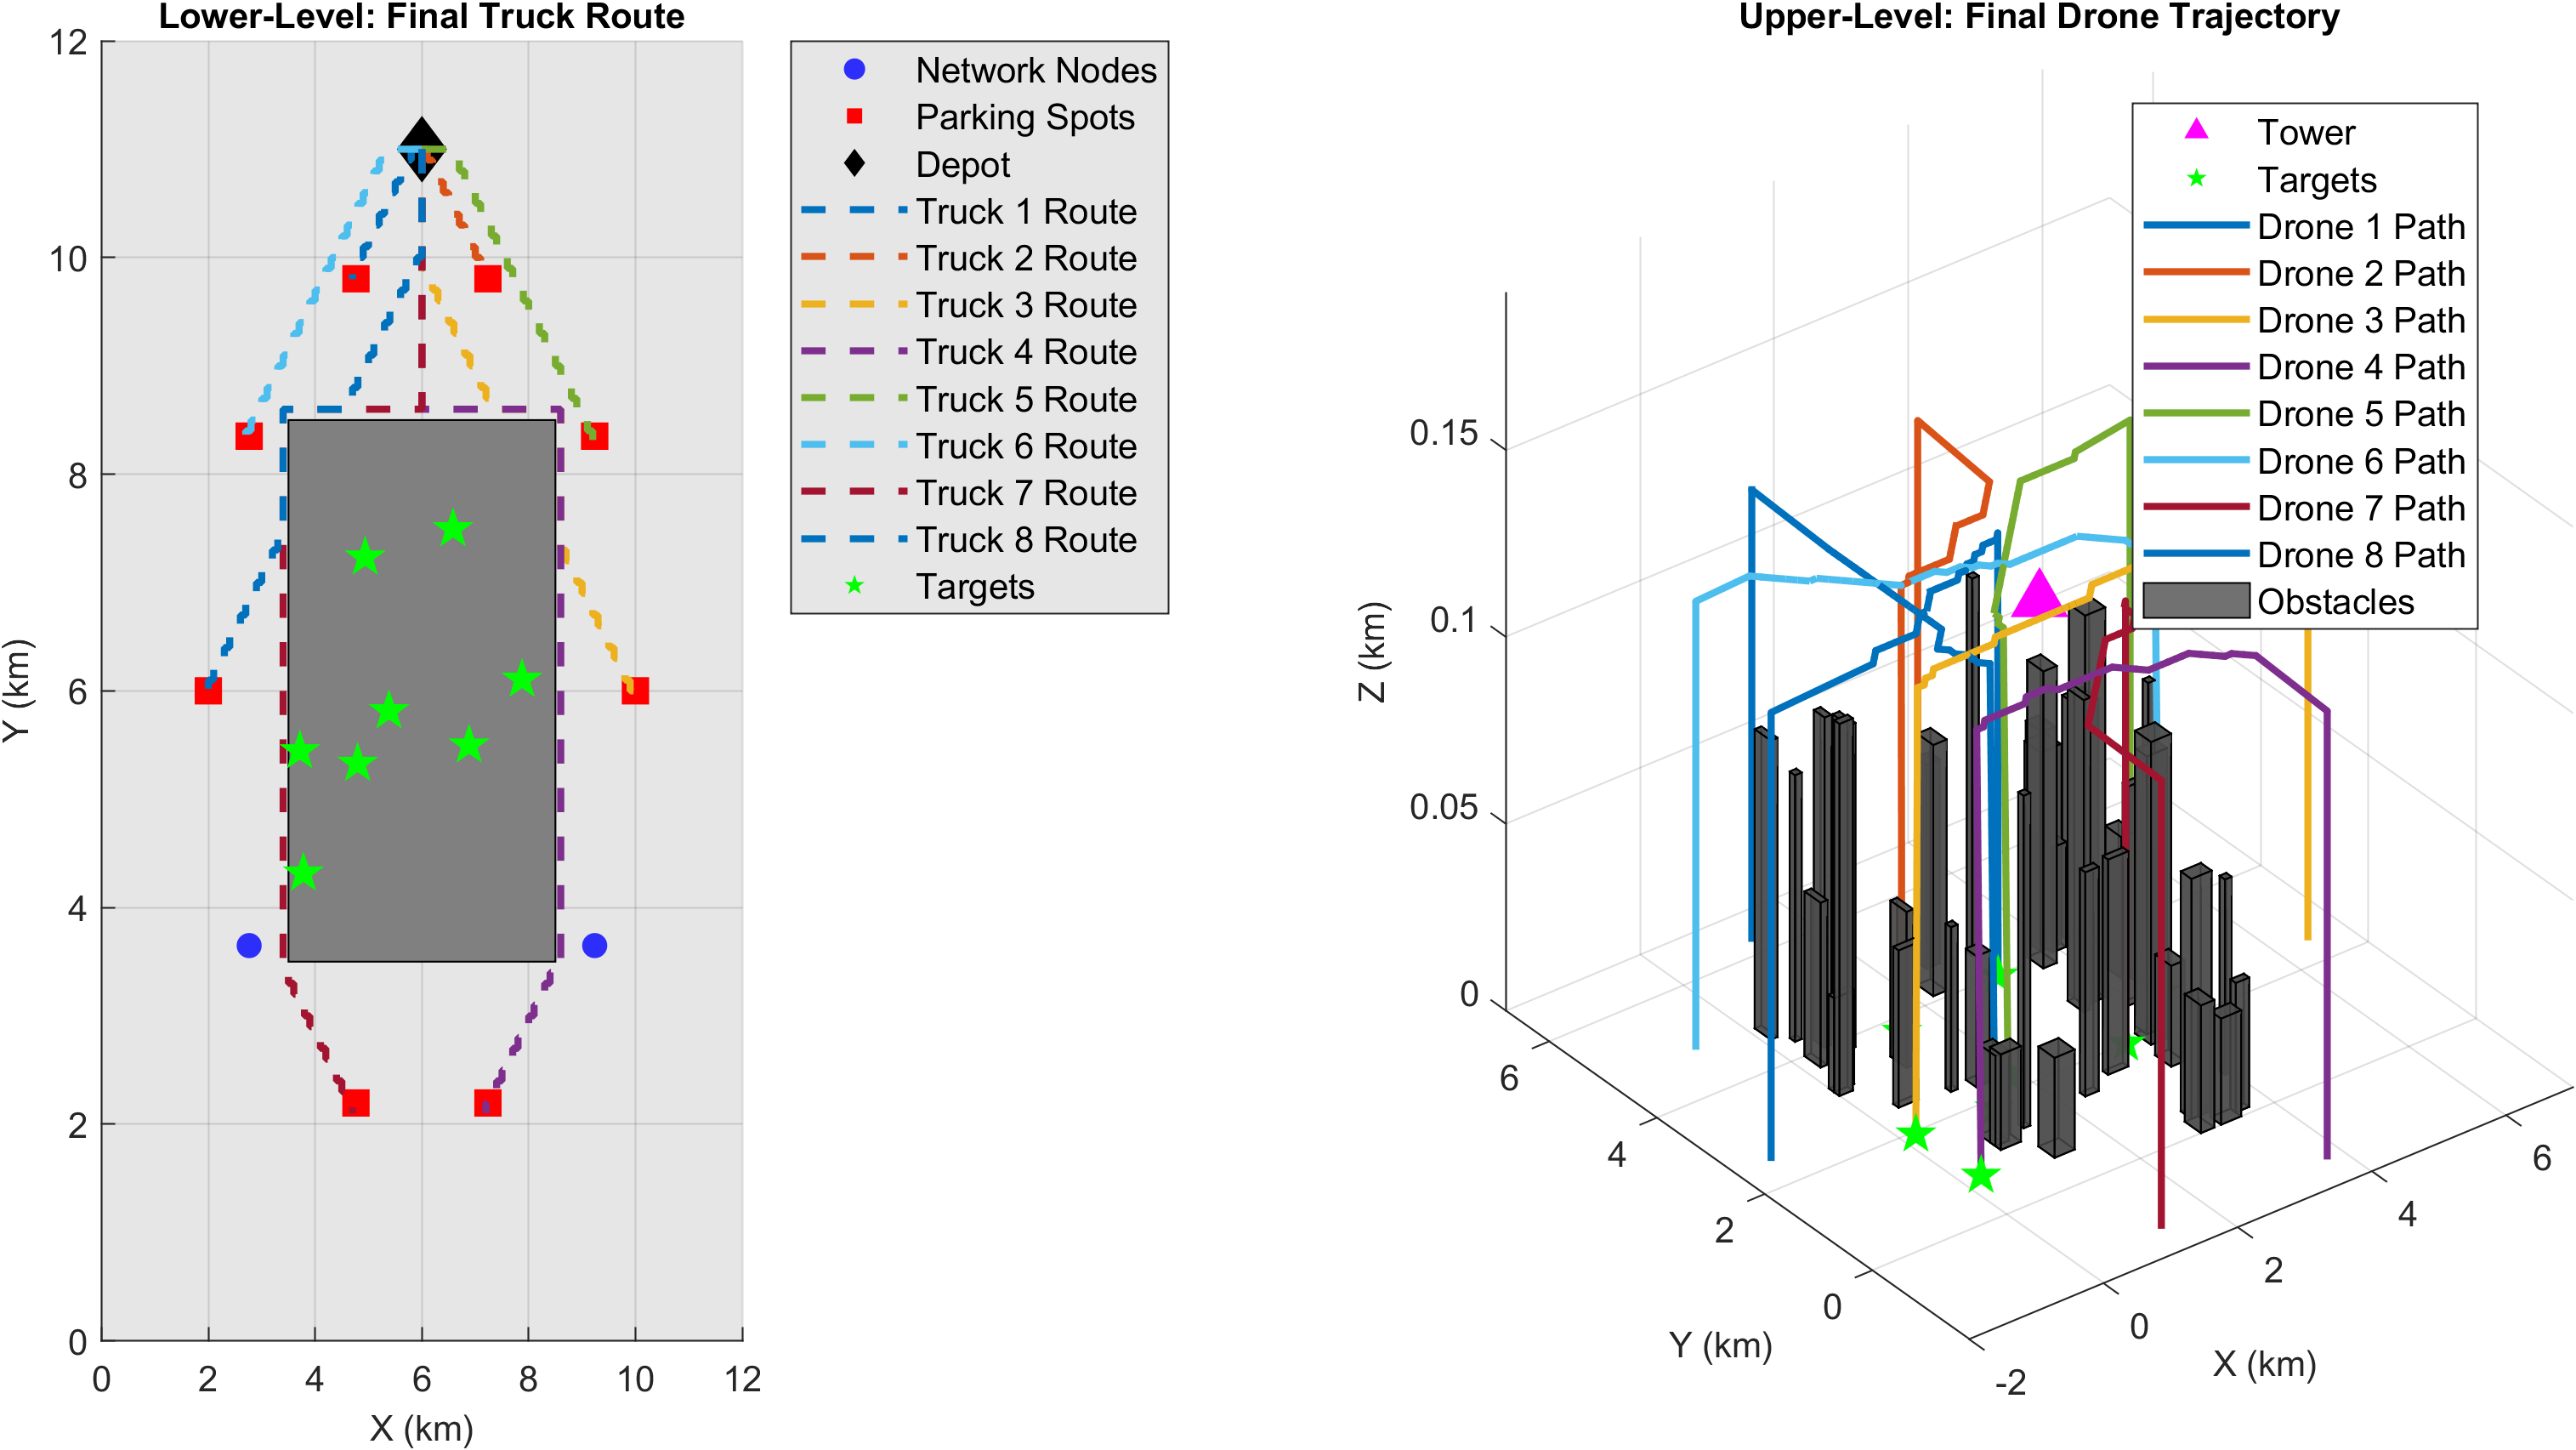 Lower-Level: Final Truck Route
12
10
8
6
4
2
0
0 2 4 6 8 10 12
X (km)
Y (km)
Network Nodes
Parking Spots
Depot
Truck 1 Route
Truck 2 Route
Truck 3 Route
Truck 4 Route
Truck 5 Route
Truck 6 Route
Truck 7 Route
Truck 8 Route
Targets
Upper-Level: Final Drone Trajectory
Tower
Targets
Drone 1 Path
Drone 2 Path
Drone 3 Path
Drone 4 Path
Drone 5 Path
Drone 6 Path
Drone 7 Path
Drone 8 Path
Obstacles
0.15
0.1
0.05
0
Z (km)
6
4
2
0
-2
Y (km)
0
2
4
6
X (km)